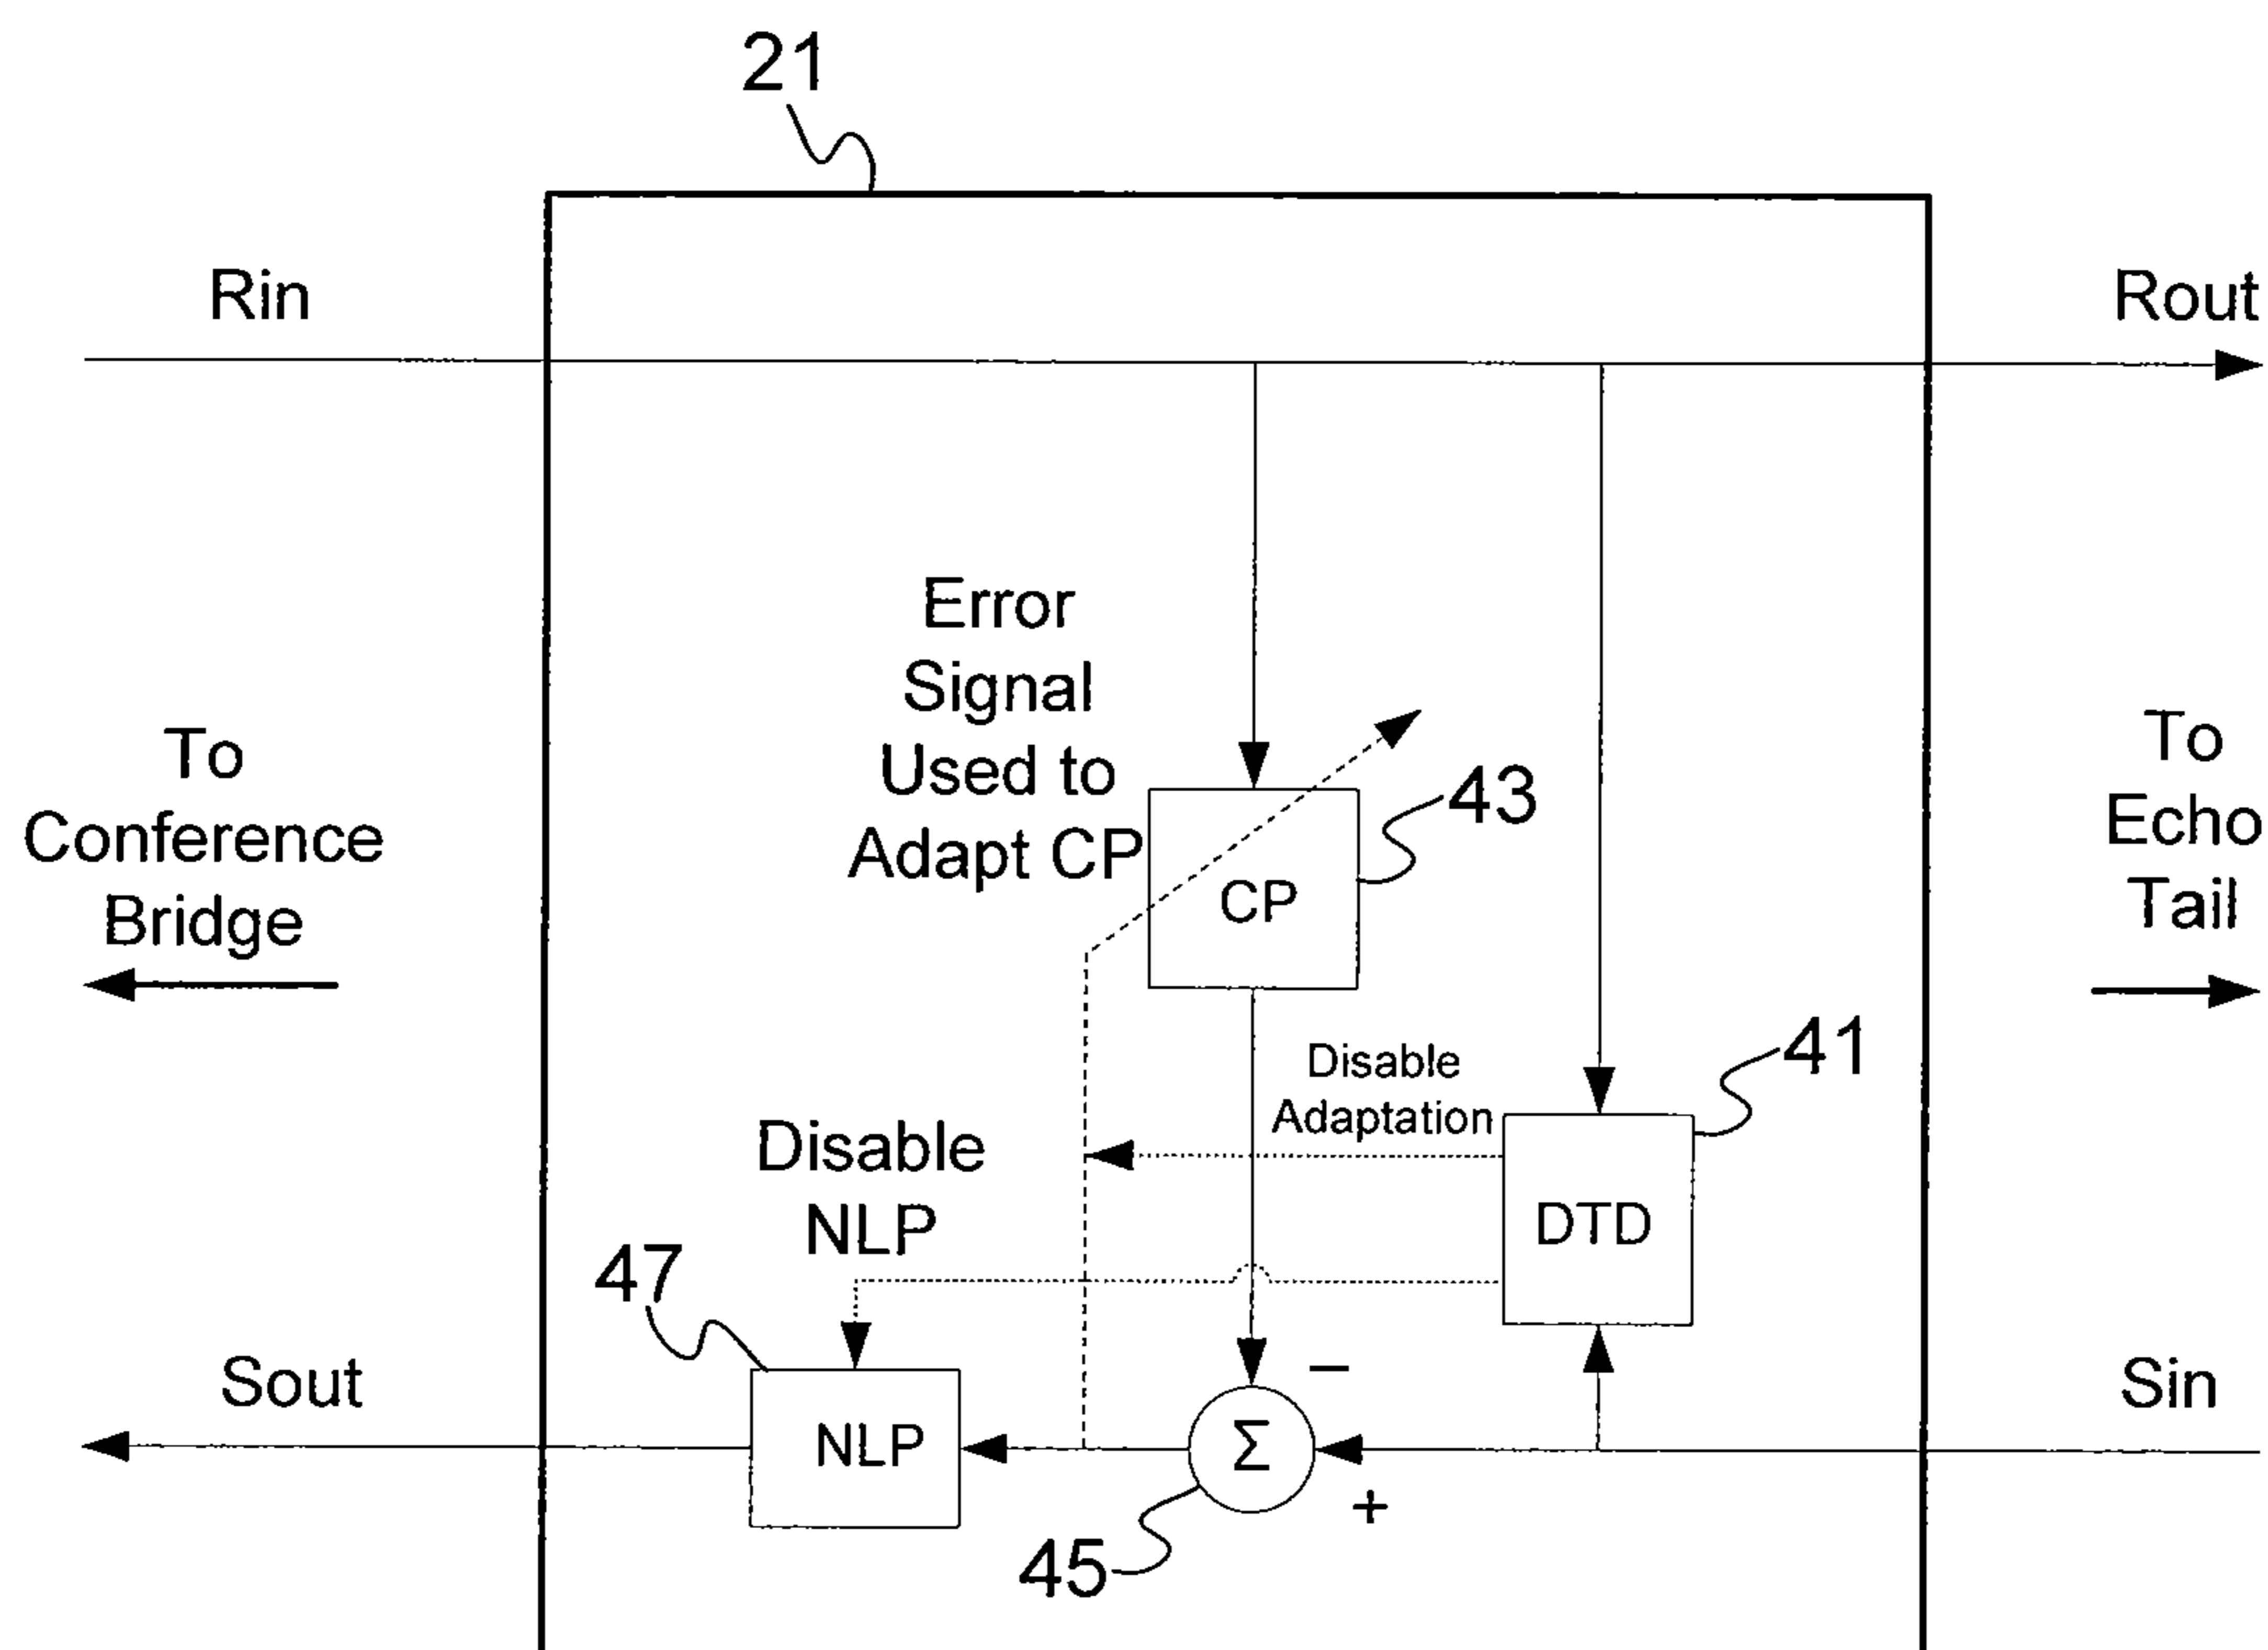 21
Rin
Rout
Error
Signal
Used to
Adapt CP
To
Conference
Bridge
To
Echo
Tail
43
CP
41
Disable
Adaptation
Disable
NLP
DTD
47
Sout
Sin
NLP
Σ
−
+
45